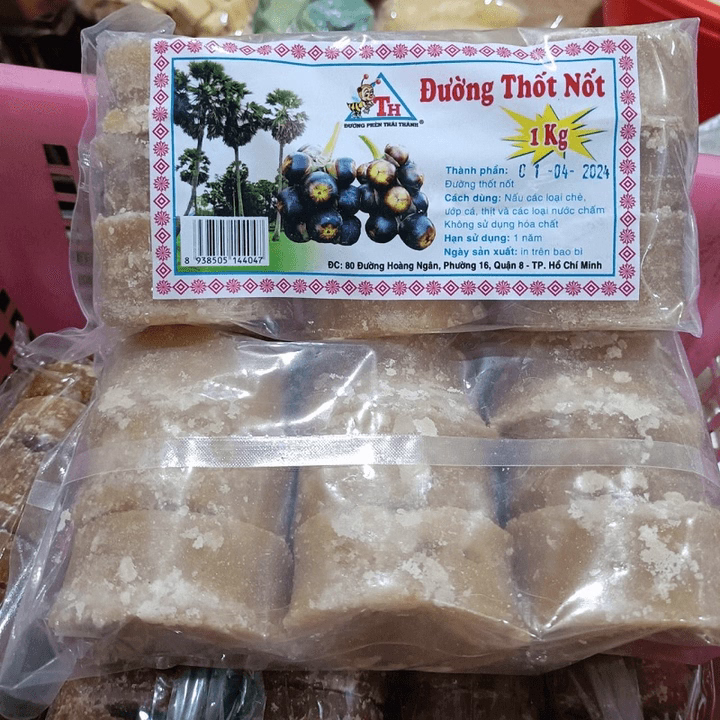 TH
ĐƯỜNG PHÈN THÁI THÀNH ®
Đường Thốt Nốt
1 Kg
Thành phần: 01-04-2024
Đường thốt nốt
Cách dùng: Nấu các loại chè,
ướp cá, thịt và các loại nước chấm
Không sử dụng hóa chất
Hạn sử dụng: 1 năm
Ngày sản xuất: in trên bao bì
8 938505 144047
ĐC: 80 Đường Hoàng Ngân, Phường 16, Quận 8 - TP. Hồ Chí Minh